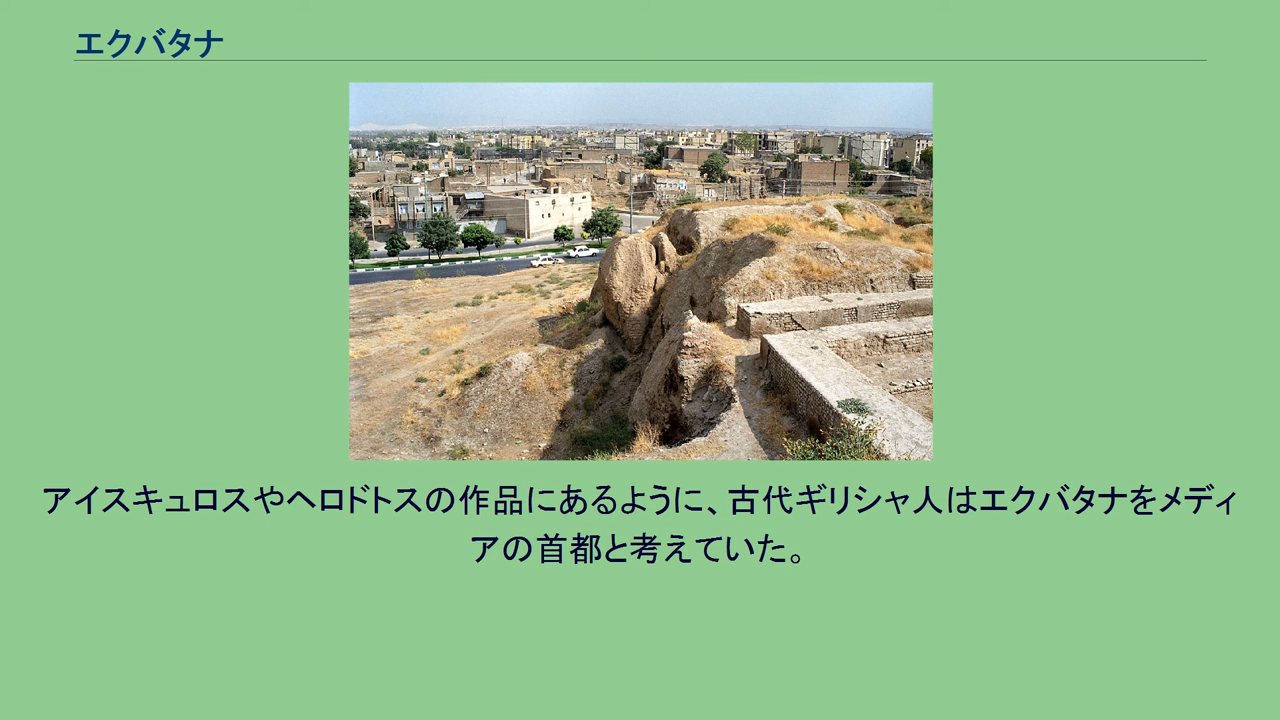 エクバタナ
アイスキュロスやヘロドトスの作品にあるように、古代ギリシャ人はエクバタナをメディ
アの首都と考えていた。